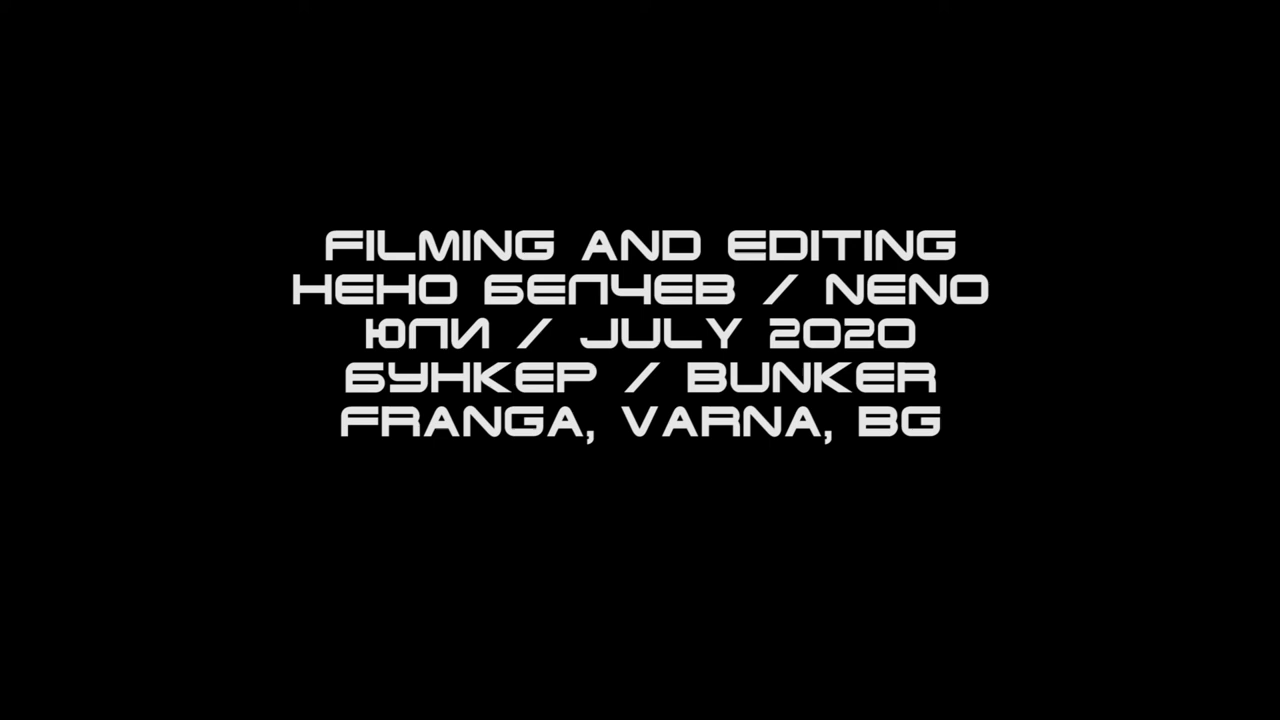 FILMING AND EDITING
НЕНО БЕЛЧЕВ / NENO
ЮЛИ / JULY 2020
БУНКЕР / BUNKER
FRANGA, VARNA, BG